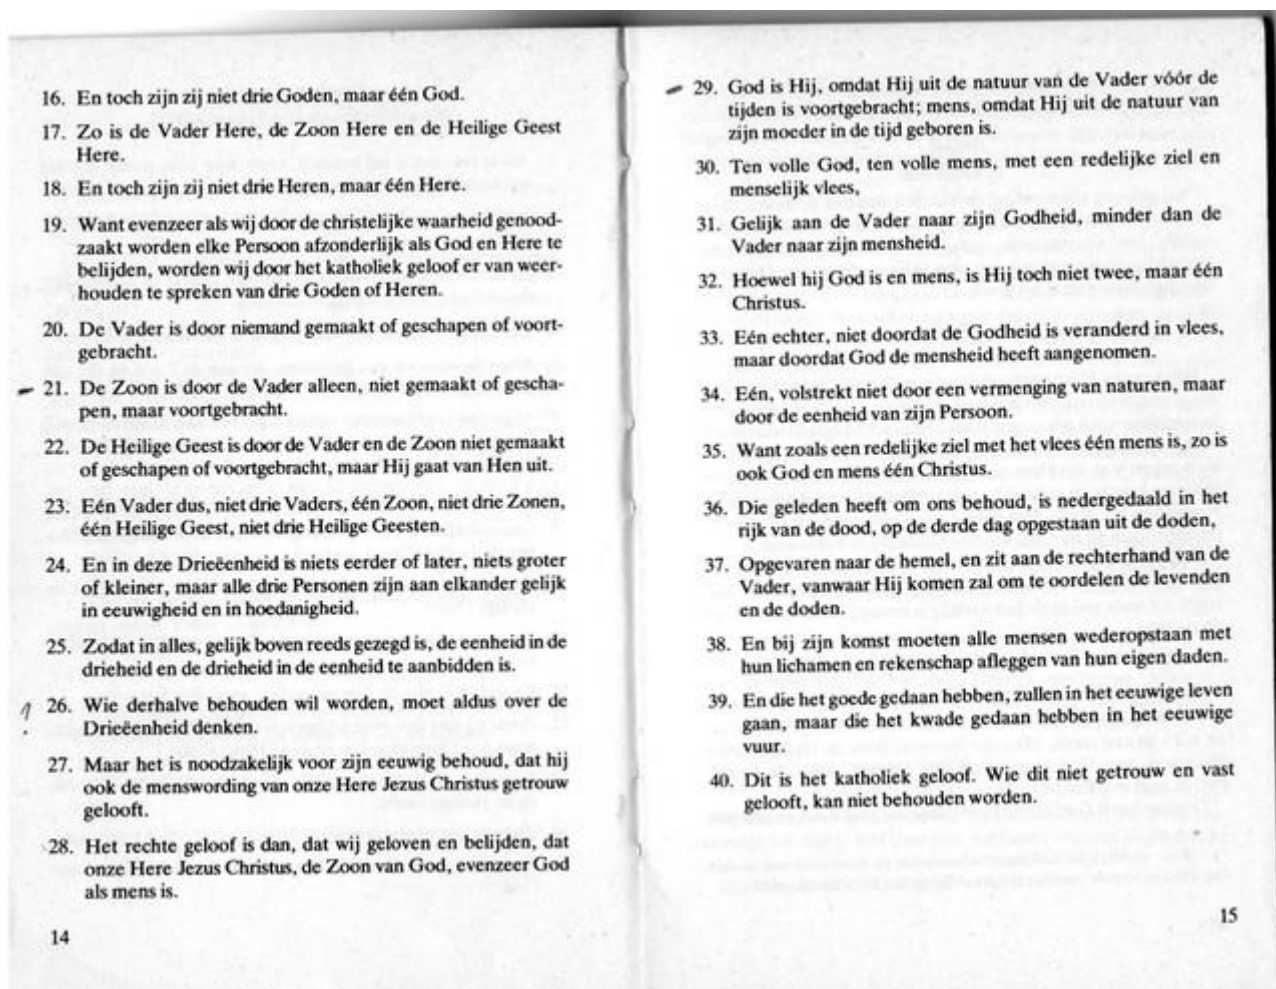 16. En toch zijn zij niet drie Goden, maar één God.
17. Zo is de Vader Here, de Zoon Here en de Heilige Geest
Here.
18. En toch zijn zij niet drie Heren, maar één Here.
19. Want evenzeer als wij door de christelijke waarheid genood-
zaakt worden elke Persoon afzonderlijk als God en Here te
belijden, worden wij door het katholiek geloof er van weer-
houden te spreken van drie Goden of Heren.
20. De Vader is door niemand gemaakt of geschapen of voort-
gebracht.
21. De Zoon is door de Vader alleen, niet gemaakt of gescha-
pen, maar voortgebracht.
22. De Heilige Geest is door de Vader en de Zoon niet gemaakt
of geschapen of voortgebracht, maar Hij gaat van Hen uit.
23. Eén Vader dus, niet drie Vaders, één Zoon, niet drie Zonen,
één Heilige Geest, niet drie Heilige Geesten.
24. En in deze Drieëenheid is niets eerder of later, niets groter
of kleiner, maar alle drie Personen zijn aan elkander gelijk
in eeuwigheid en in hoedanigheid.
25. Zodat in alles, gelijk boven reeds gezegd is, de eenheid in de
drieheid en de drieheid in de eenheid te aanbidden is.
26. Wie derhalve behouden wil worden, moet aldus over de
Drieëenheid denken.
27. Maar het is noodzakelijk voor zijn eeuwig behoud, dat hij
ook de menswording van onze Here Jezus Christus getrouw
gelooft.
28. Het rechte geloof is dan, dat wij geloven en belijden, dat
onze Here Jezus Christus, de Zoon van God, evenzeer God
als mens is.
14
29. God is Hij, omdat Hij uit de natuur van de Vader vóór de
tijden is voortgebracht; mens, omdat Hij uit de natuur van
zijn moeder in de tijd geboren is.
30. Ten volle God, ten volle mens, met een redelijke ziel en
menselijk vlees,
31. Gelijk aan de Vader naar zijn Godheid, minder dan de
Vader naar zijn mensheid.
32. Hoewel hij God is en mens, is Hij toch niet twee, maar één
Christus.
33. Eén echter, niet doordat de Godheid is veranderd in vlees,
maar doordat God de mensheid heeft aangenomen.
34. Eén, volstrekt niet door een vermenging van naturen, maar
door de eenheid van zijn Persoon.
35. Want zoals een redelijke ziel met het vlees één mens is, zo is
ook God en mens één Christus.
36. Die geleden heeft om ons behoud, is nedergedaald in het
rijk van de dood, op de derde dag opgestaan uit de doden,
37. Opgevaren naar de hemel, en zit aan de rechterhand van de
Vader, vanwaar Hij komen zal om te oordelen de levenden
en de doden.
38. En bij zijn komst moeten alle mensen wederopstaan met
hun lichamen en rekenschap afleggen van hun eigen daden.
39. En die het goede gedaan hebben, zullen in het eeuwige leven
gaan, maar die het kwade gedaan hebben in het eeuwige
vuur.
40. Dit is het katholiek geloof. Wie dit niet getrouw en vast
gelooft, kan niet behouden worden.
15